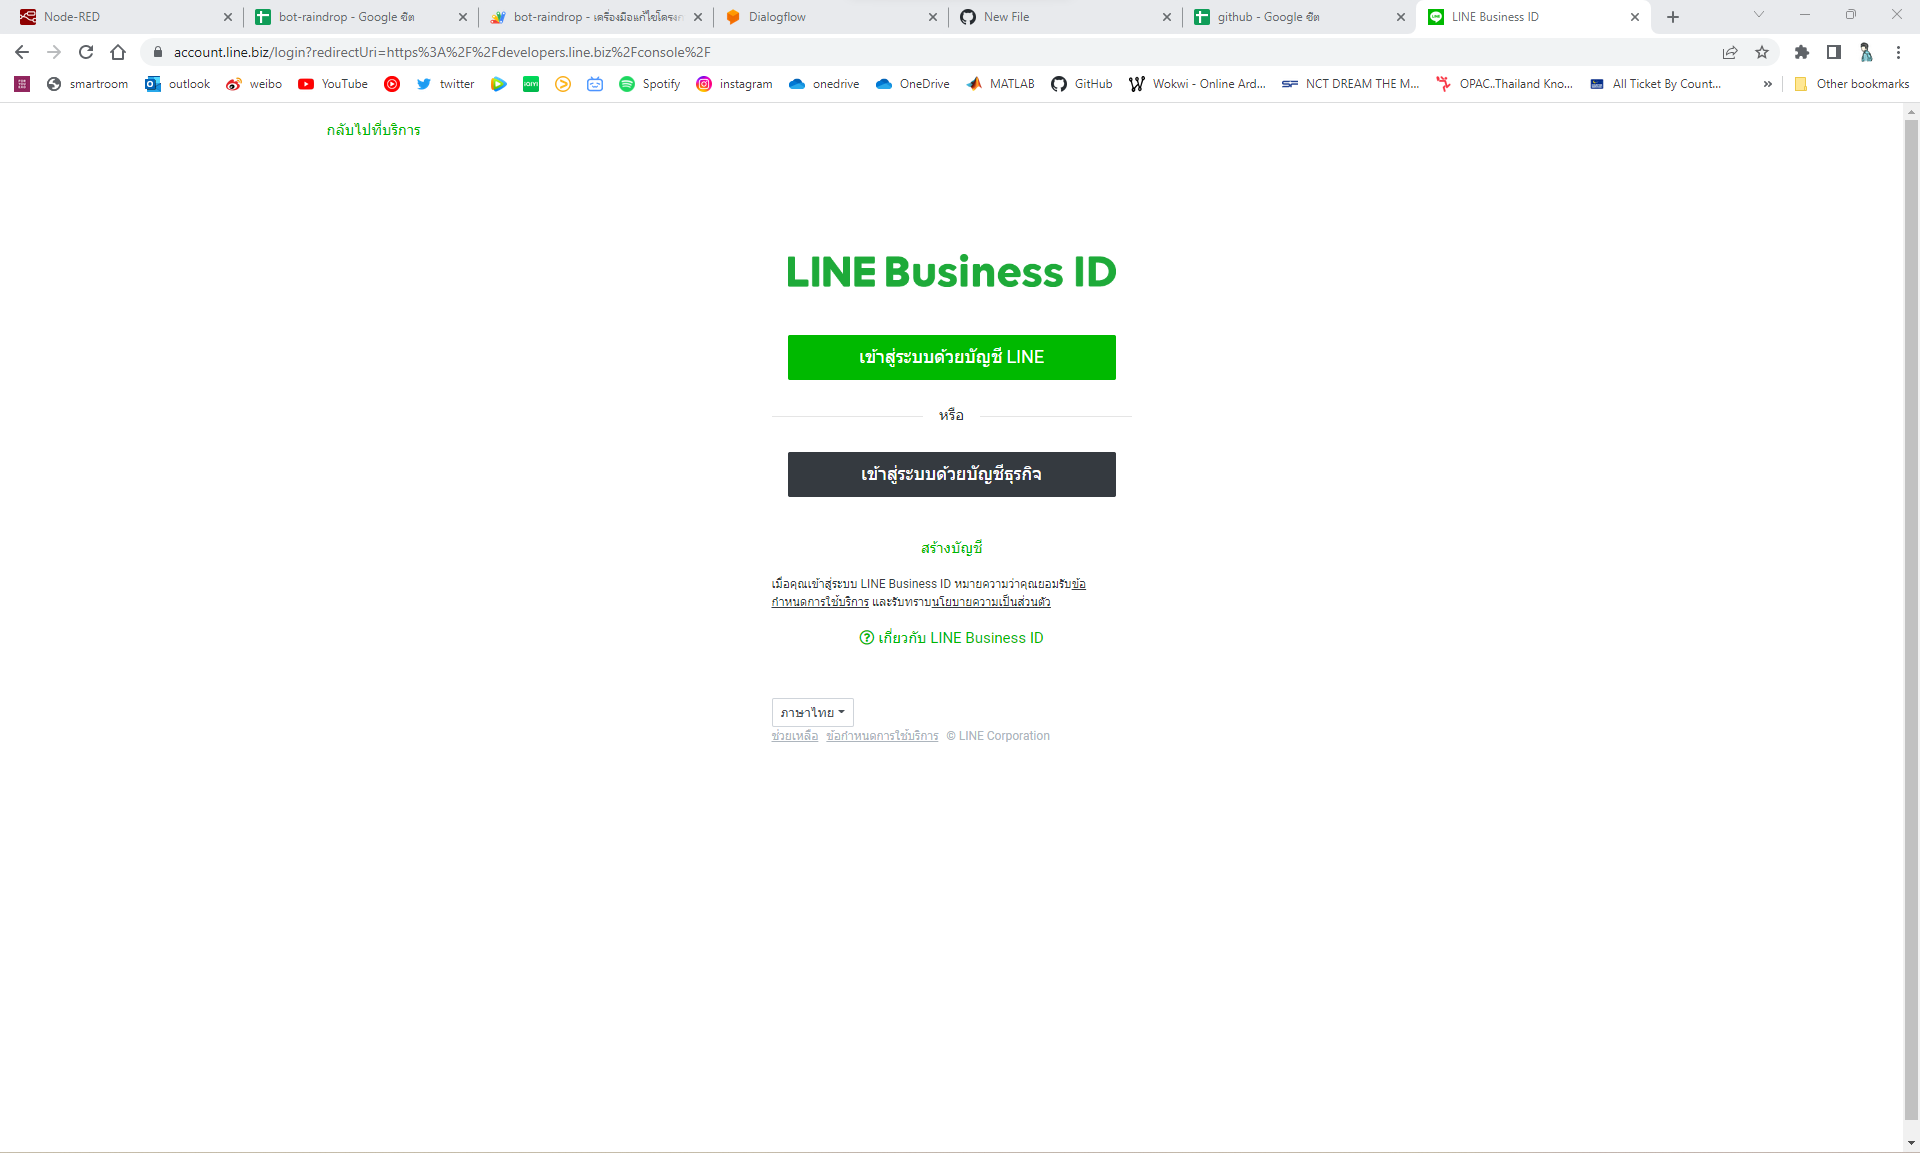 Node-RED
bot-raindrop - Google ชีต
bot-raindrop - เครื่องมือแก้ไขโครงก
Dialogflow
New File
github - Google ชีต
LINE Business ID
account.line.biz/login?redirectUri=https%3A%2F%2Fdevelopers.line.biz%2Fconsole%2F
smartroom
outlook
weibo
YouTube
twitter
Spotify
instagram
onedrive
OneDrive
MATLAB
GitHub
Wokwi - Online Ard...
NCT DREAM THE M...
OPAC..Thailand Kno...
All Ticket By Count...
»
Other bookmarks
กลับไปที่บริการ
LINE Business ID
เข้าสู่ระบบด้วยบัญชี LINE
หรือ
เข้าสู่ระบบด้วยบัญชีธุรกิจ
สร้างบัญชี
เมื่อคุณเข้าสู่ระบบ LINE Business ID หมายความว่าคุณยอมรับข้อ
กำหนดการใช้บริการ และรับทราบนโยบายความเป็นส่วนตัว
เกี่ยวกับ LINE Business ID
ภาษาไทย
ช่วยเหลือ ข้อกำหนดการใช้บริการ © LINE Corporation